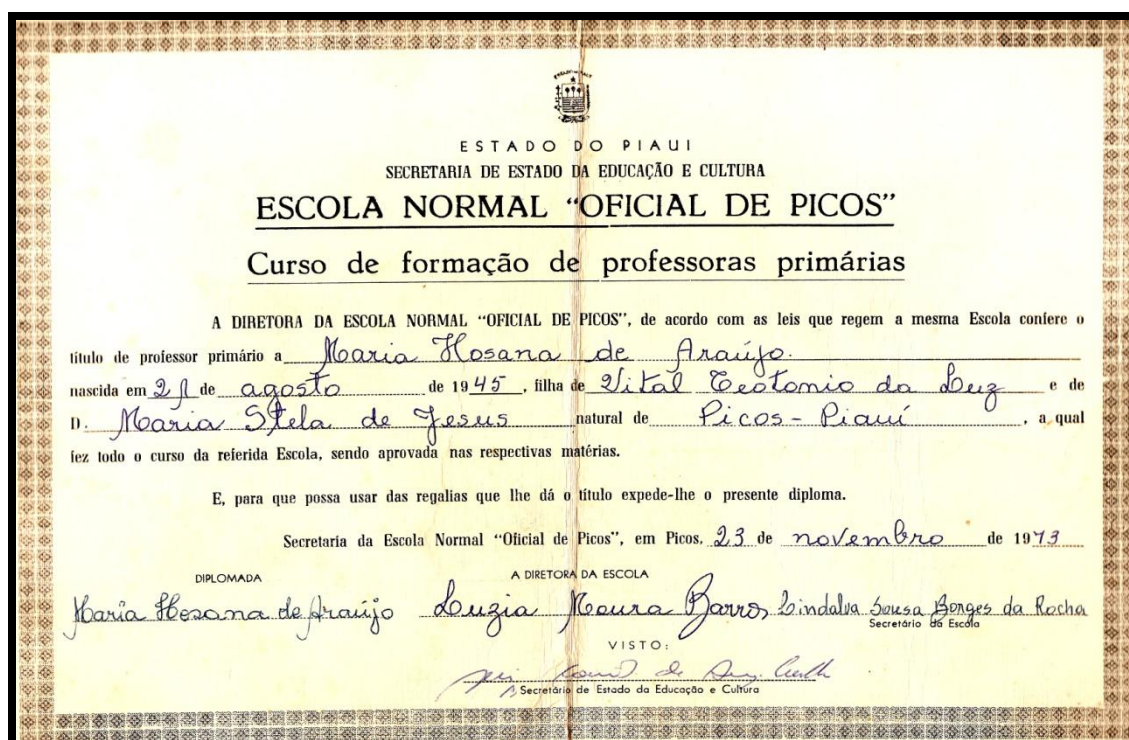 ESTADO DO PIAUI
SECRETARIA DE ESTADO DA EDUCAÇÃO E CULTURA
ESCOLA NORMAL "OFICIAL DE PICOS"
Curso de formação de professoras primárias
A DIRETORA DA ESCOLA NORMAL "OFICIAL DE PICOS", de acordo com as leis que regem a mesma Escola confere o
título de professor primário a Maria Hosana de Araújo.
nascida em de agosto de 1945, filha de Vital Teotonio da Luz e de
D. Maria Stela de Jesus natural de Picos - Piauí, a qual
fez todo o curso da referida Escola, sendo aprovada nas respectivas matérias.
E, para que possa usar das regalias que lhe dá o título expede-lhe o presente diploma.
Secretaria da Escola Normal "Oficial de Picos", em Picos, 23 de novembro de 1973
DIPLOMADA A DIRETORA DA ESCOLA
Maria Hosana de Araújo Luzia Moura Barros Lindalva Sousa Borges da Rocha
Secretário da Escola
VISTO:
Secretário de Estado da Educação e Cultura